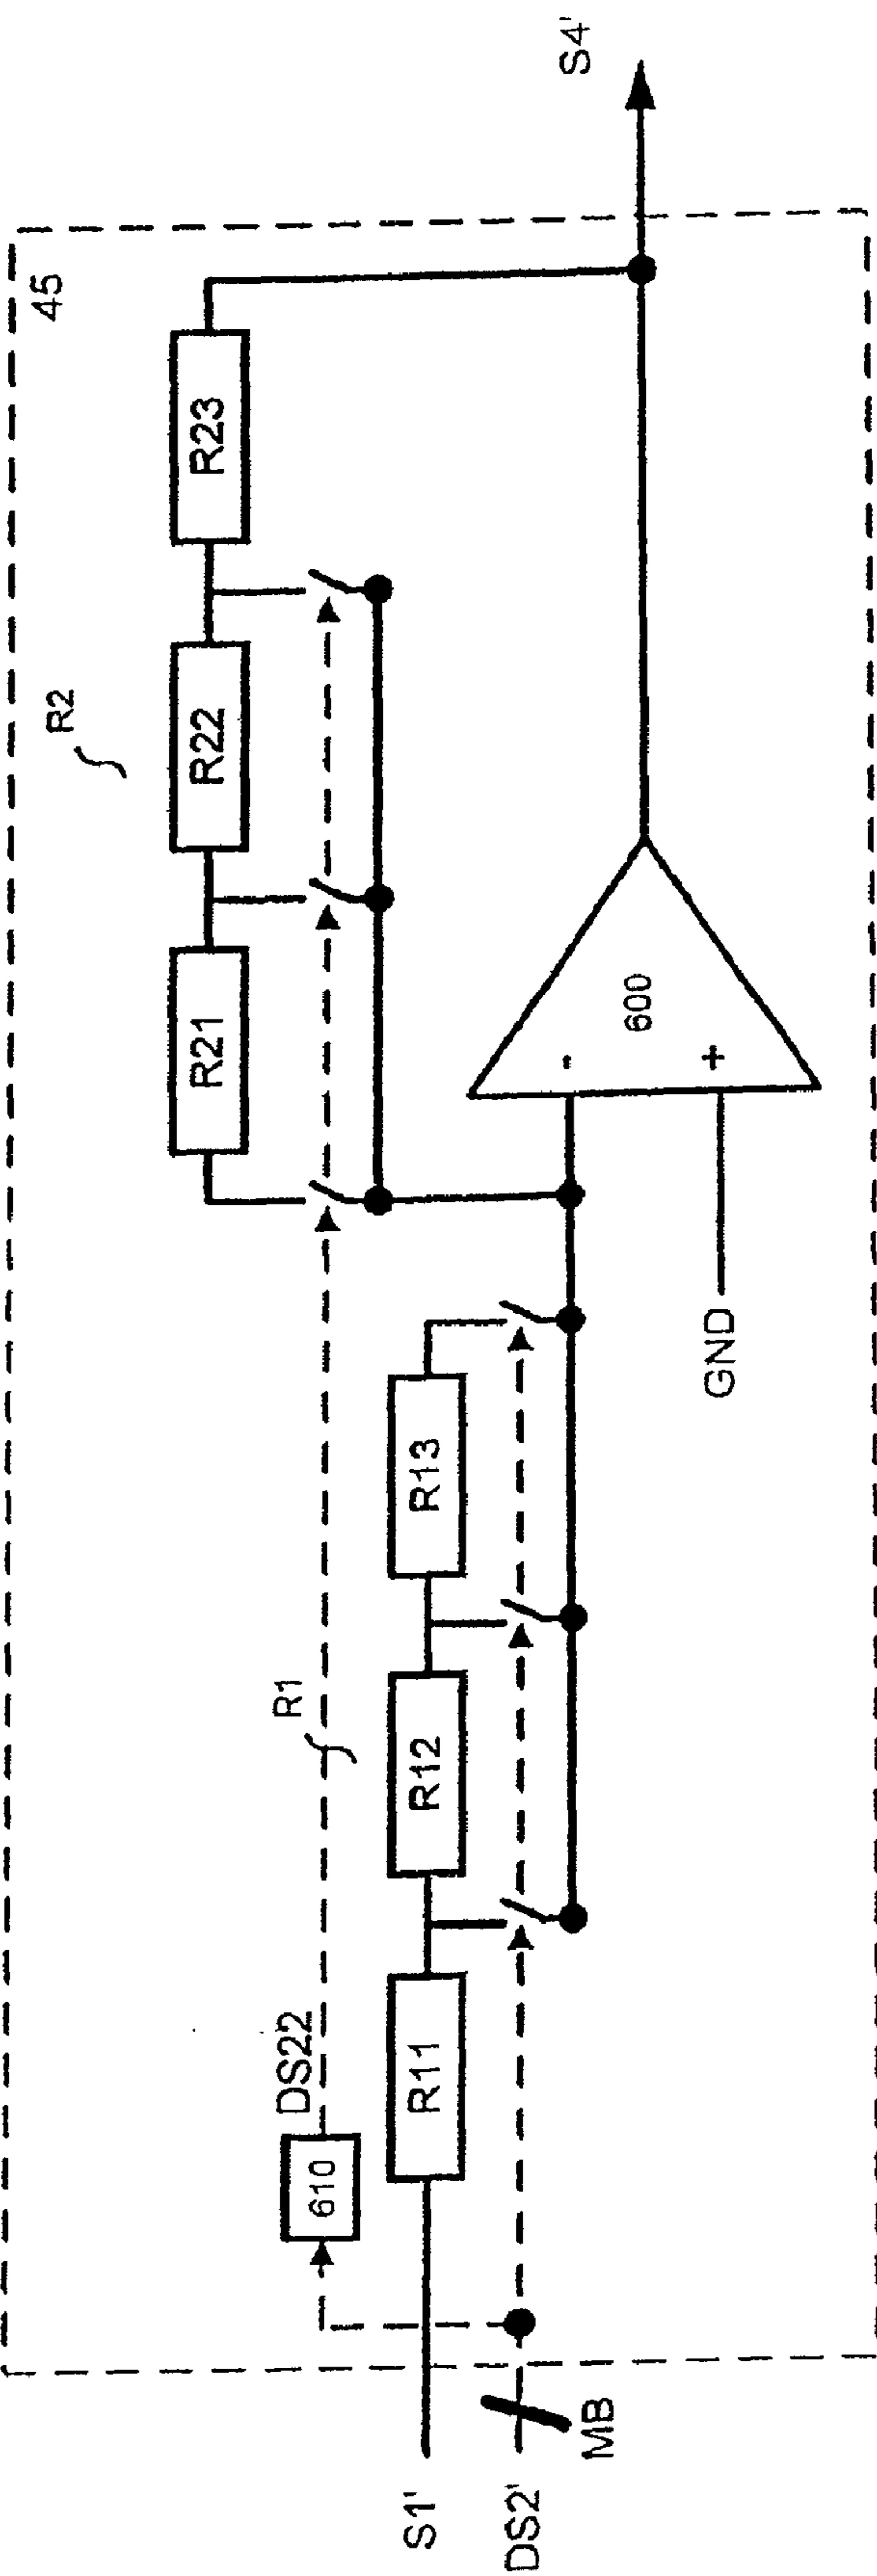 45
R2
R21
R22
R23
S4'
R1
DS22
610
R11
R12
R13
-
600
+
GND
S1'
DS2'
MB